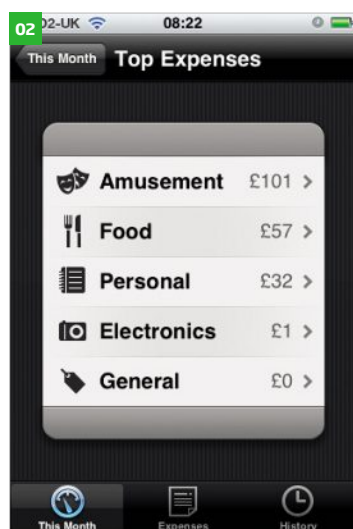 02
O2-UK 08:22
This Month Top Expenses
Amusement £101 >
Food £57 >
Personal £32 >
Electronics £1 >
General £0 >
This Month Expenses History